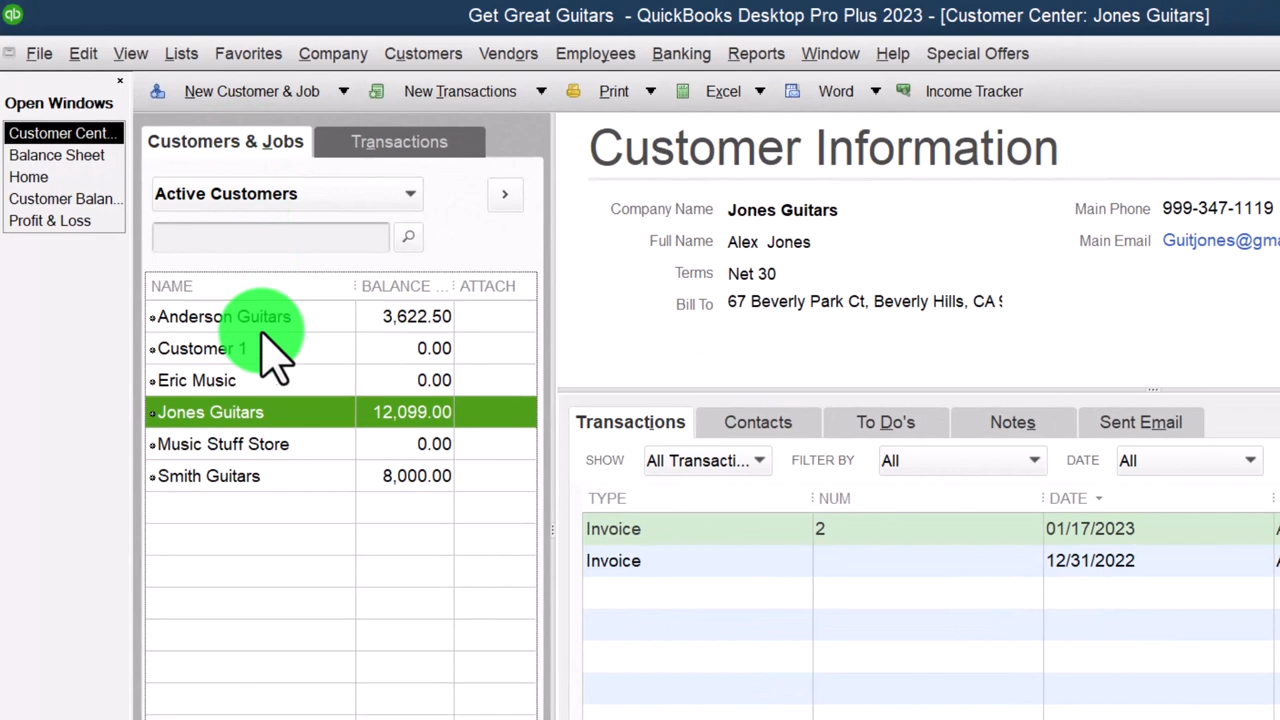 qb
Get Great Guitars - QuickBooks Desktop Pro Plus 2023 - [Customer Center: Jones Guitars]
File Edit View Lists Favorites Company Customers Vendors Employees Banking Reports Window Help Special Offers
Open Windows
Customer Cent...
Balance Sheet
Home
Customer Balan...
Profit & Loss
New Customer & Job New Transactions Print Excel Word Income Tracker
Customers & Jobs Transactions
Active Customers
NAME BALANCE ... ATTACH
Anderson Guitars 3,622.50
Customer 1 0.00
Eric Music 0.00
Jones Guitars 12,099.00
Music Stuff Store 0.00
Smith Guitars 8,000.00
Customer Information
Company Name Jones Guitars Main Phone 999-347-1119
Full Name Alex Jones Main Email Guitjones@gma
Terms Net 30
Bill To 67 Beverly Park Ct, Beverly Hills, CA 9
Transactions Contacts To Do's Notes Sent Email
SHOW All Transacti... FILTER BY All DATE All
TYPE NUM DATE
Invoice 2 01/17/2023
Invoice 12/31/2022